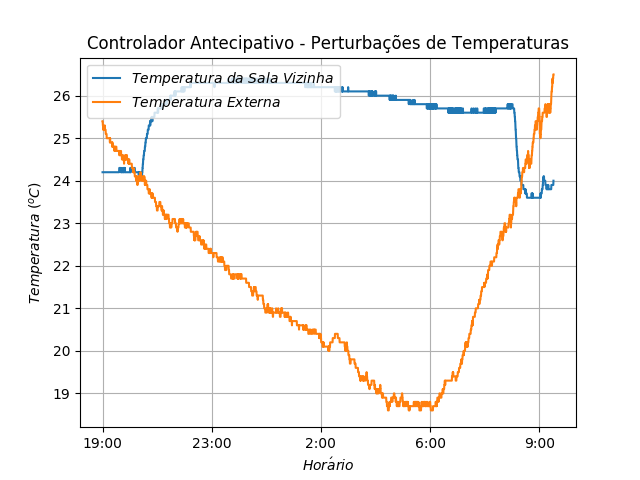 Controlador Antecipativo - Perturbações de Temperaturas
Temperatura da Sala Vizinha
Temperatura Externa
26
25
24
23
22
21
20
19
Temperatura (°C)
19:00 23:00 2:00 6:00 9:00
Horário